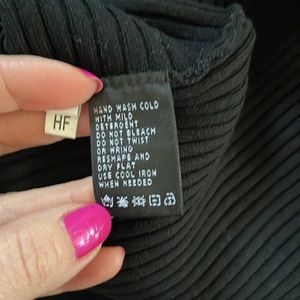 HF
HAND WASH COLD
WITH MILD
DETERGENT
DO NOT BLEACH
DO NOT TWIST
OR WRING
RESHAPE AND
DRY FLAT
USE COOL IRON
WHEN NEEDED